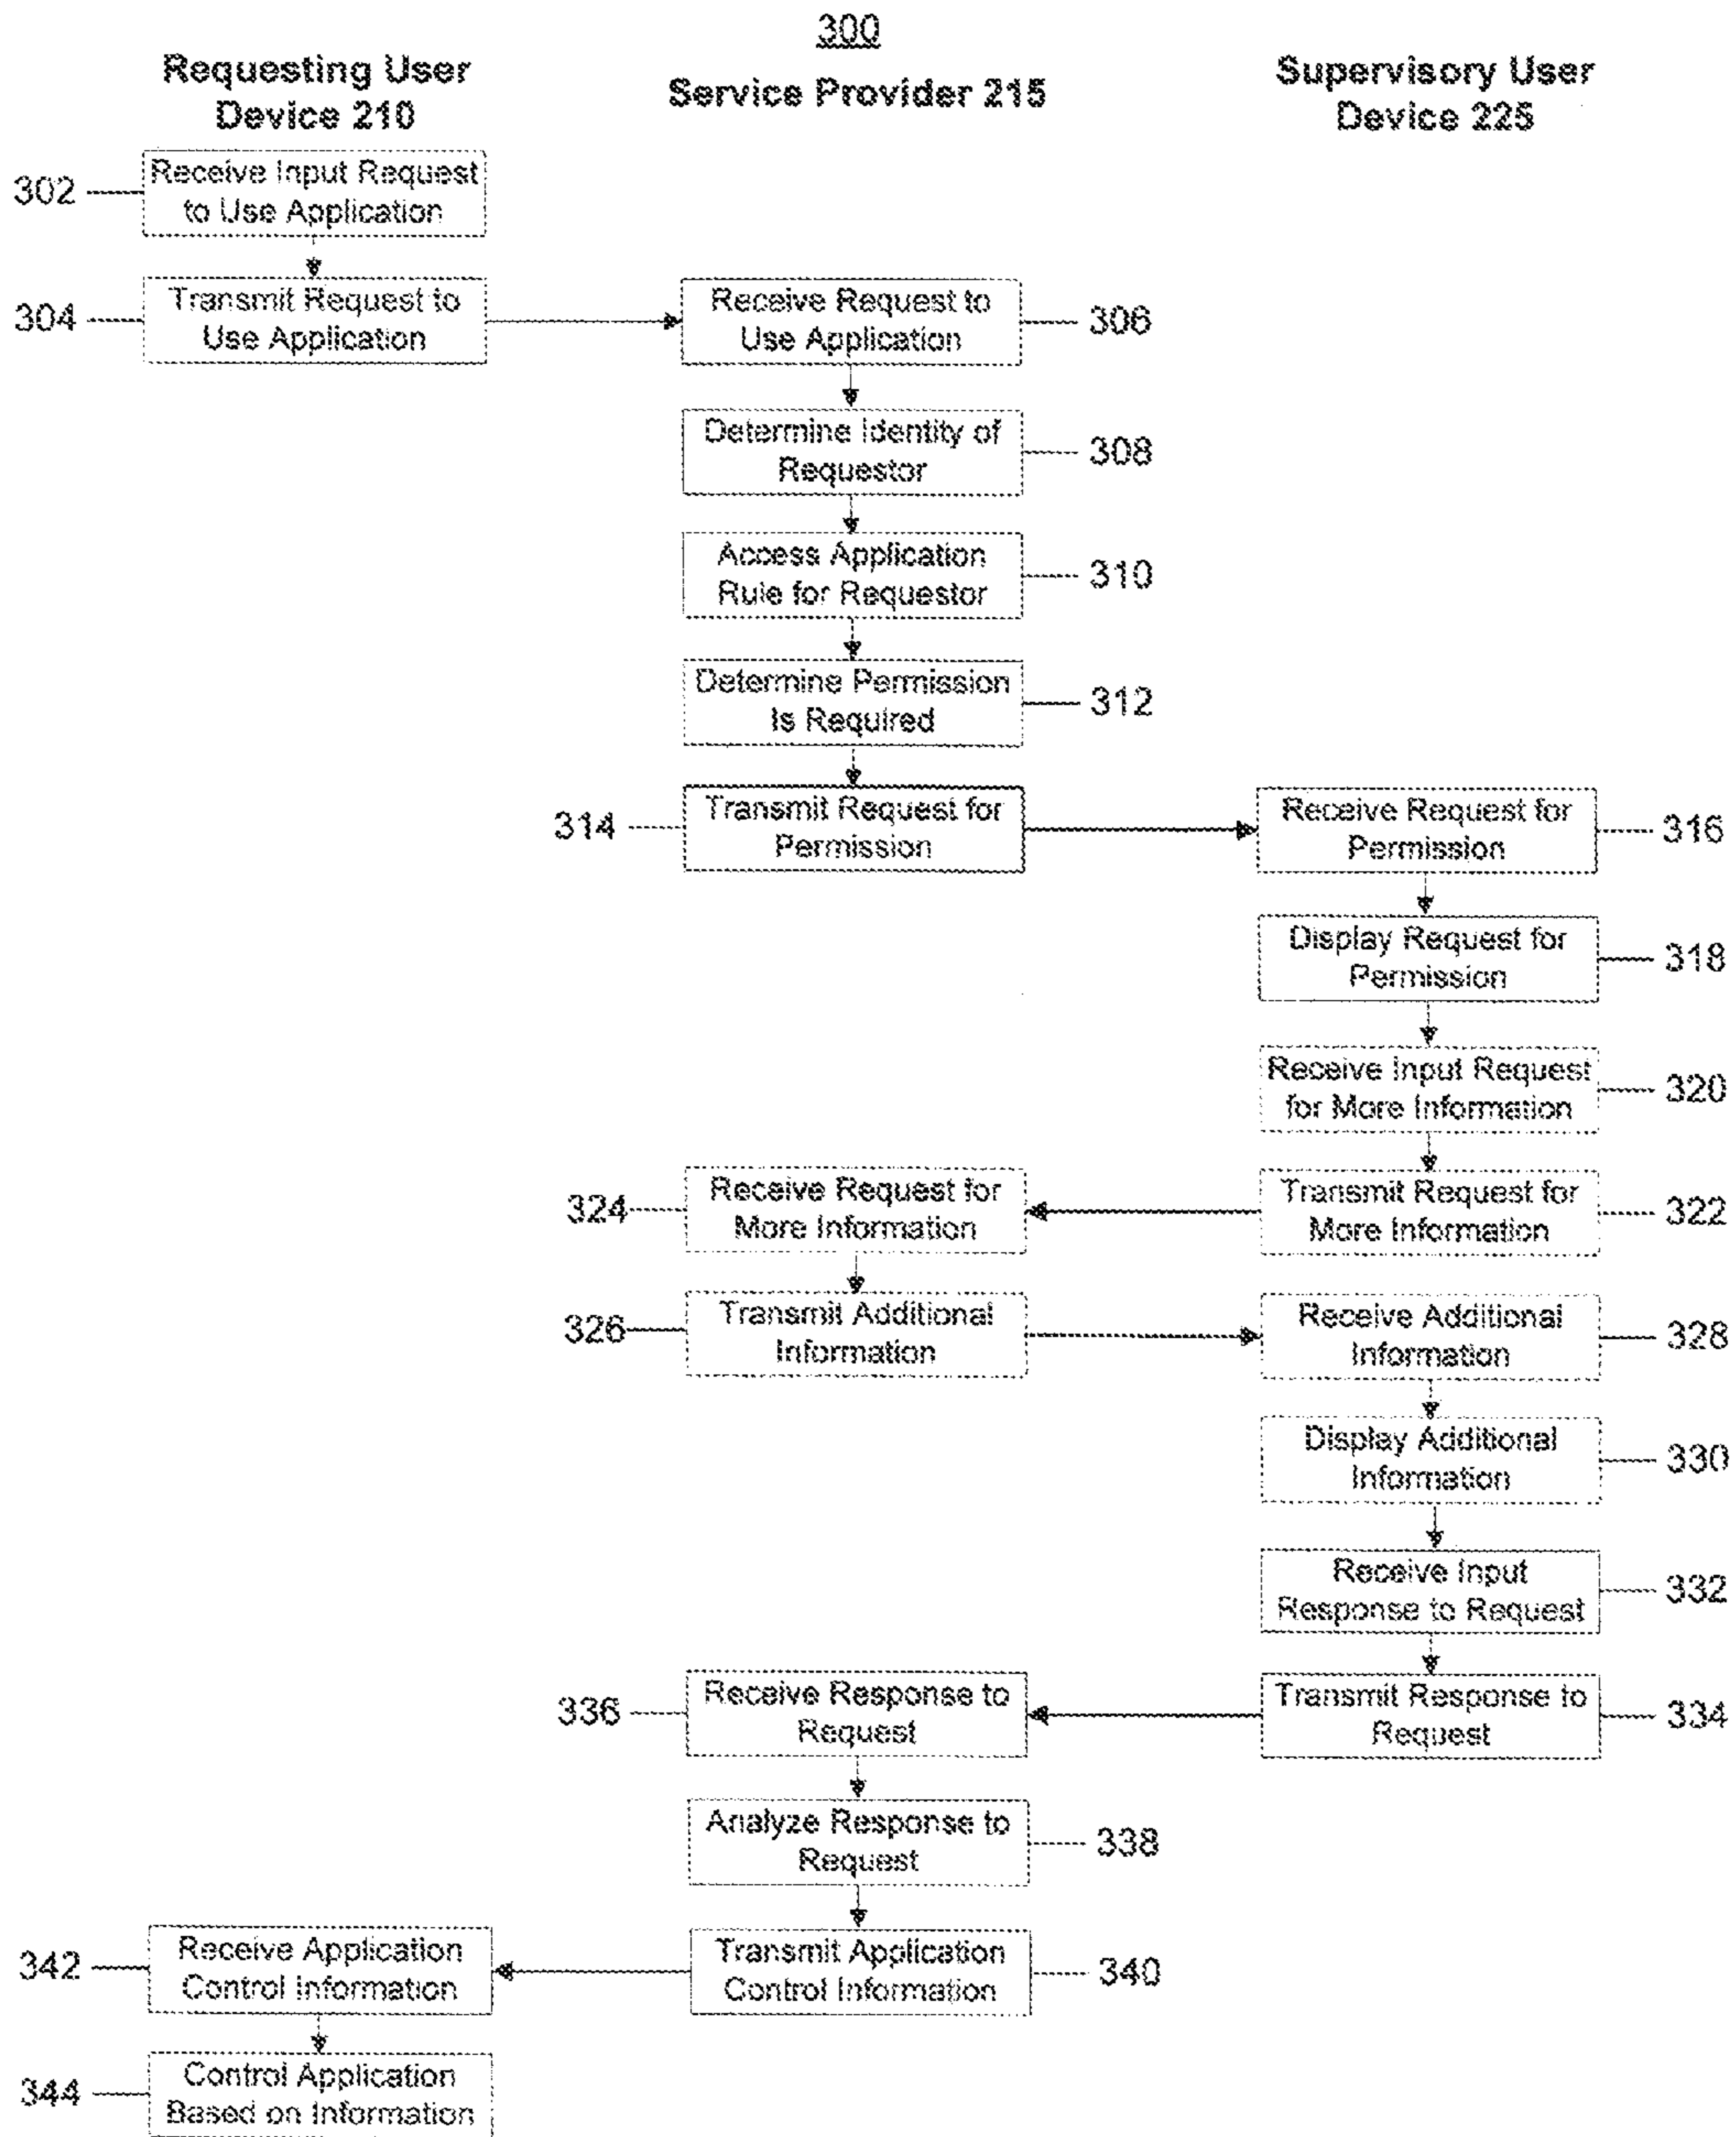 300
Requesting User
Device 210
Service Provider 215
Supervisory User
Device 225
302
Receive Input Request
to Use Application
304
Transmit Request to
Use Application
Receive Request to
Use Application
306
Determine Identity of
Requestor
308
Access Application
Rule for Requestor
310
Determine Permission
Is Required
312
314
Transmit Request for
Permission
Receive Request for
Permission
316
Display Request for
Permission
318
Receive Input Request
for More Information
320
324
Receive Request for
More Information
Transmit Request for
More Information
322
326
Transmit Additional
Information
Receive Additional
Information
328
Display Additional
Information
330
Receive Input
Response to Request
332
336
Receive Response to
Request
Transmit Response to
Request
334
Analyze Response to
Request
338
342
Receive Application
Control Information
Transmit Application
Control Information
340
344
Control Application
Based on Information